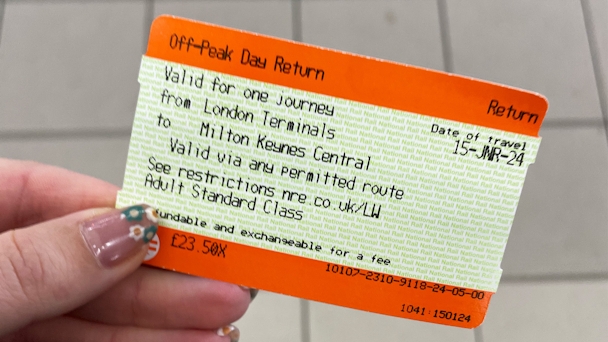 Off-Peak Day Return
Return
Valid for one journey
from London Terminals
Date of travel
15-JNR-24
to Milton Keynes Central
Valid via any permitted route
See restrictions nre.co.uk/LW
Adult Standard Class
fundable and exchangeable for a fee
£23.50X
10107-2310-9118-24-05-00
1041 150124